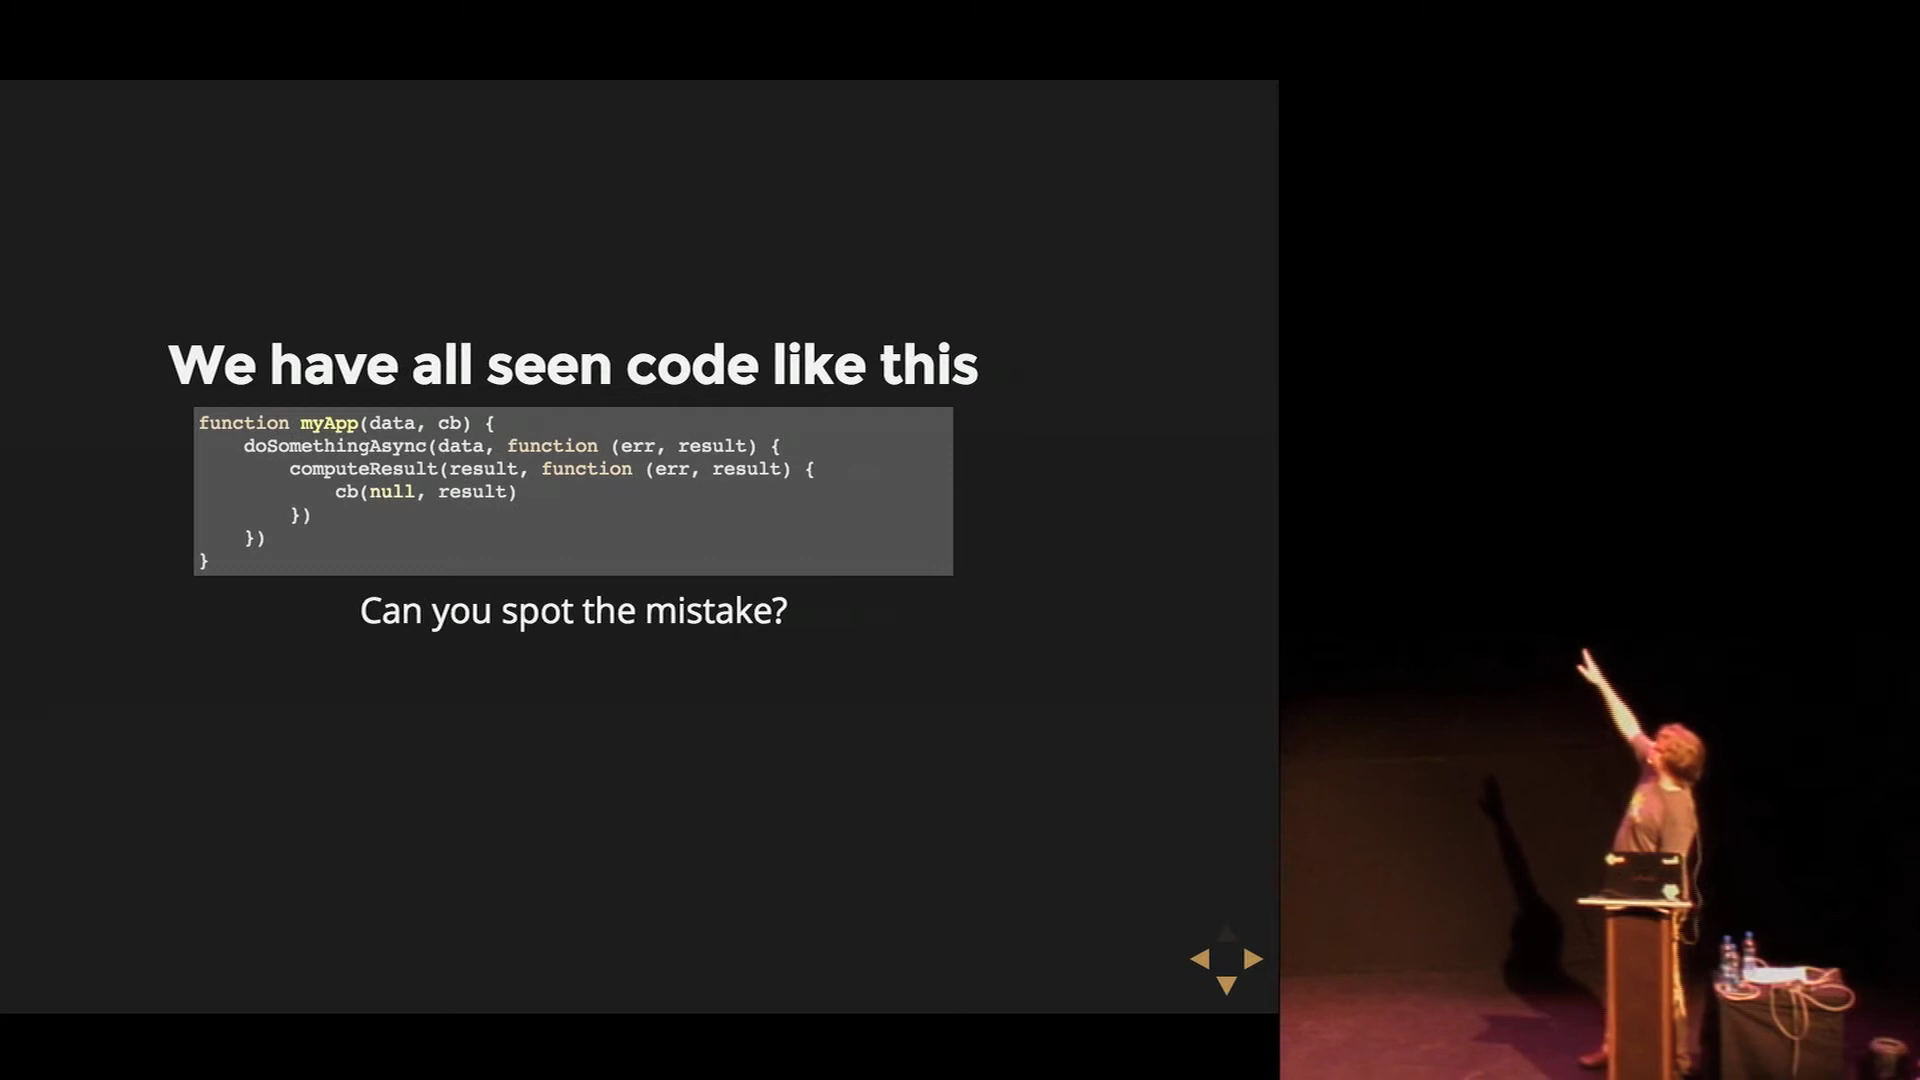 We have all seen code like this
function myApp(data, cb) {
    doSomethingAsync(data, function (err, result) {
        computeResult(result, function (err, result) {
            cb(null, result)
        })
    })
}
Can you spot the mistake?